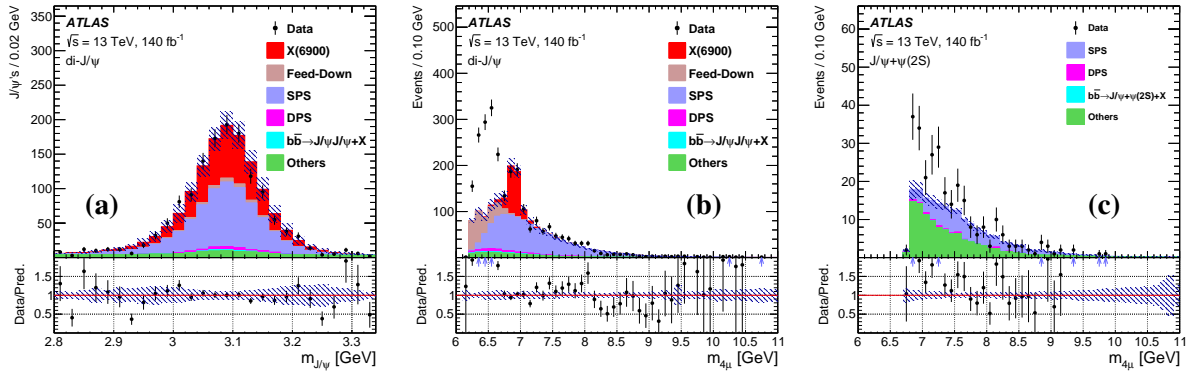 ATLAS
√s = 13 TeV, 140 fb⁻¹
di-J/ψ
Data
X(6900)
Feed-Down
SPS
DPS
bb̅→J/ψJ/ψ+X
Others
(a)
J/ψ's / 0.02 GeV
350
300
250
200
150
100
50
Data/Pred.
1.5
1
0.5
2.8 2.9 3 3.1 3.2 3.3
m_J/ψ [GeV]
ATLAS
√s = 13 TeV, 140 fb⁻¹
di-J/ψ
Data
X(6900)
Feed-Down
SPS
DPS
bb̅→J/ψJ/ψ+X
Others
(b)
Events / 0.10 GeV
500
400
300
200
100
Data/Pred.
1.5
1
0.5
6 6.5 7 7.5 8 8.5 9 9.5 10 10.5 11
m_4μ [GeV]
ATLAS
√s = 13 TeV, 140 fb⁻¹
J/ψ+ψ(2S)
Data
SPS
DPS
bb̅→J/ψ+ψ(2S)+X
Others
(c)
Events / 0.10 GeV
60
50
40
30
20
10
Data/Pred.
1.5
1
0.5
6 6.5 7 7.5 8 8.5 9 9.5 10 10.5 11
m_4μ [GeV]